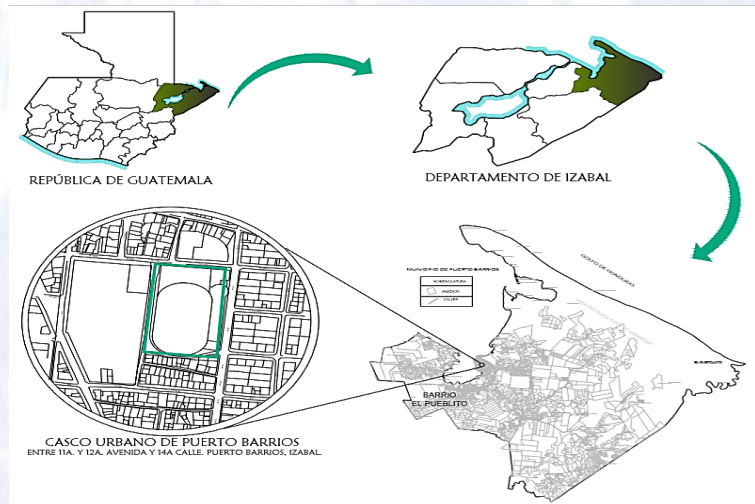 REPÚBLICA DE GUATEMALA
DEPARTAMENTO DE IZABAL
MUNICIPIO DE PUERTO BARRIOS
NOMENCLATURA
GOLFO DE HONDURAS
BARRIO
EL PUEBLITO
CASCO URBANO DE PUERTO BARRIOS
ENTRE 11A. Y 12A. AVENIDA Y 14A CALLE. PUERTO BARRIOS, IZABAL.